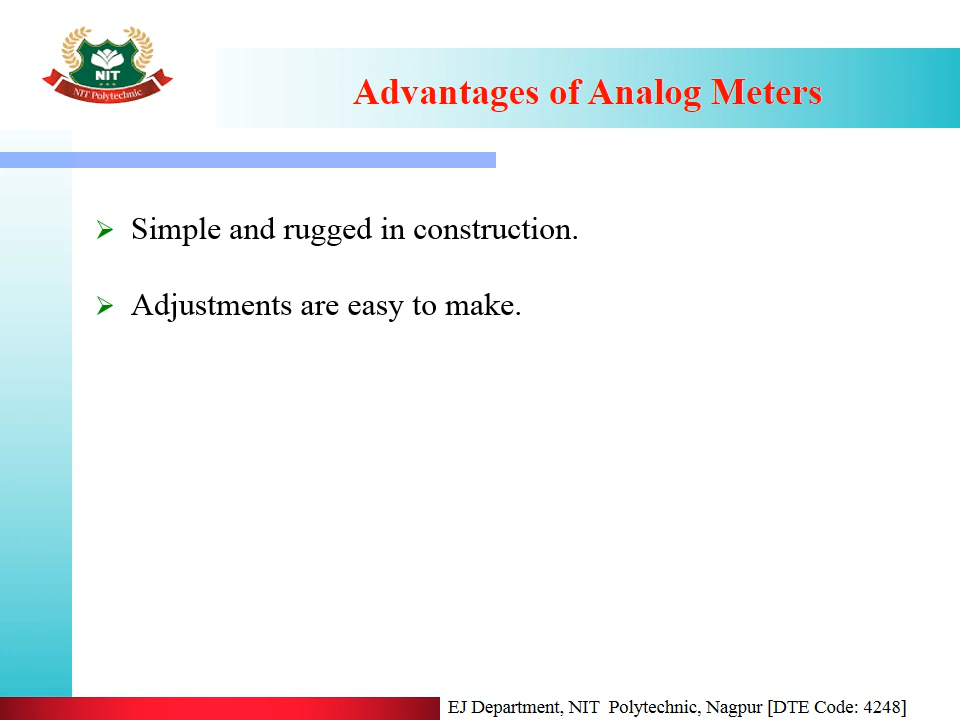 NIT
NIT Polytechnic
Advantages of Analog Meters
Simple and rugged in construction.
Adjustments are easy to make.
EJ Department, NIT  Polytechnic, Nagpur [DTE Code: 4248]